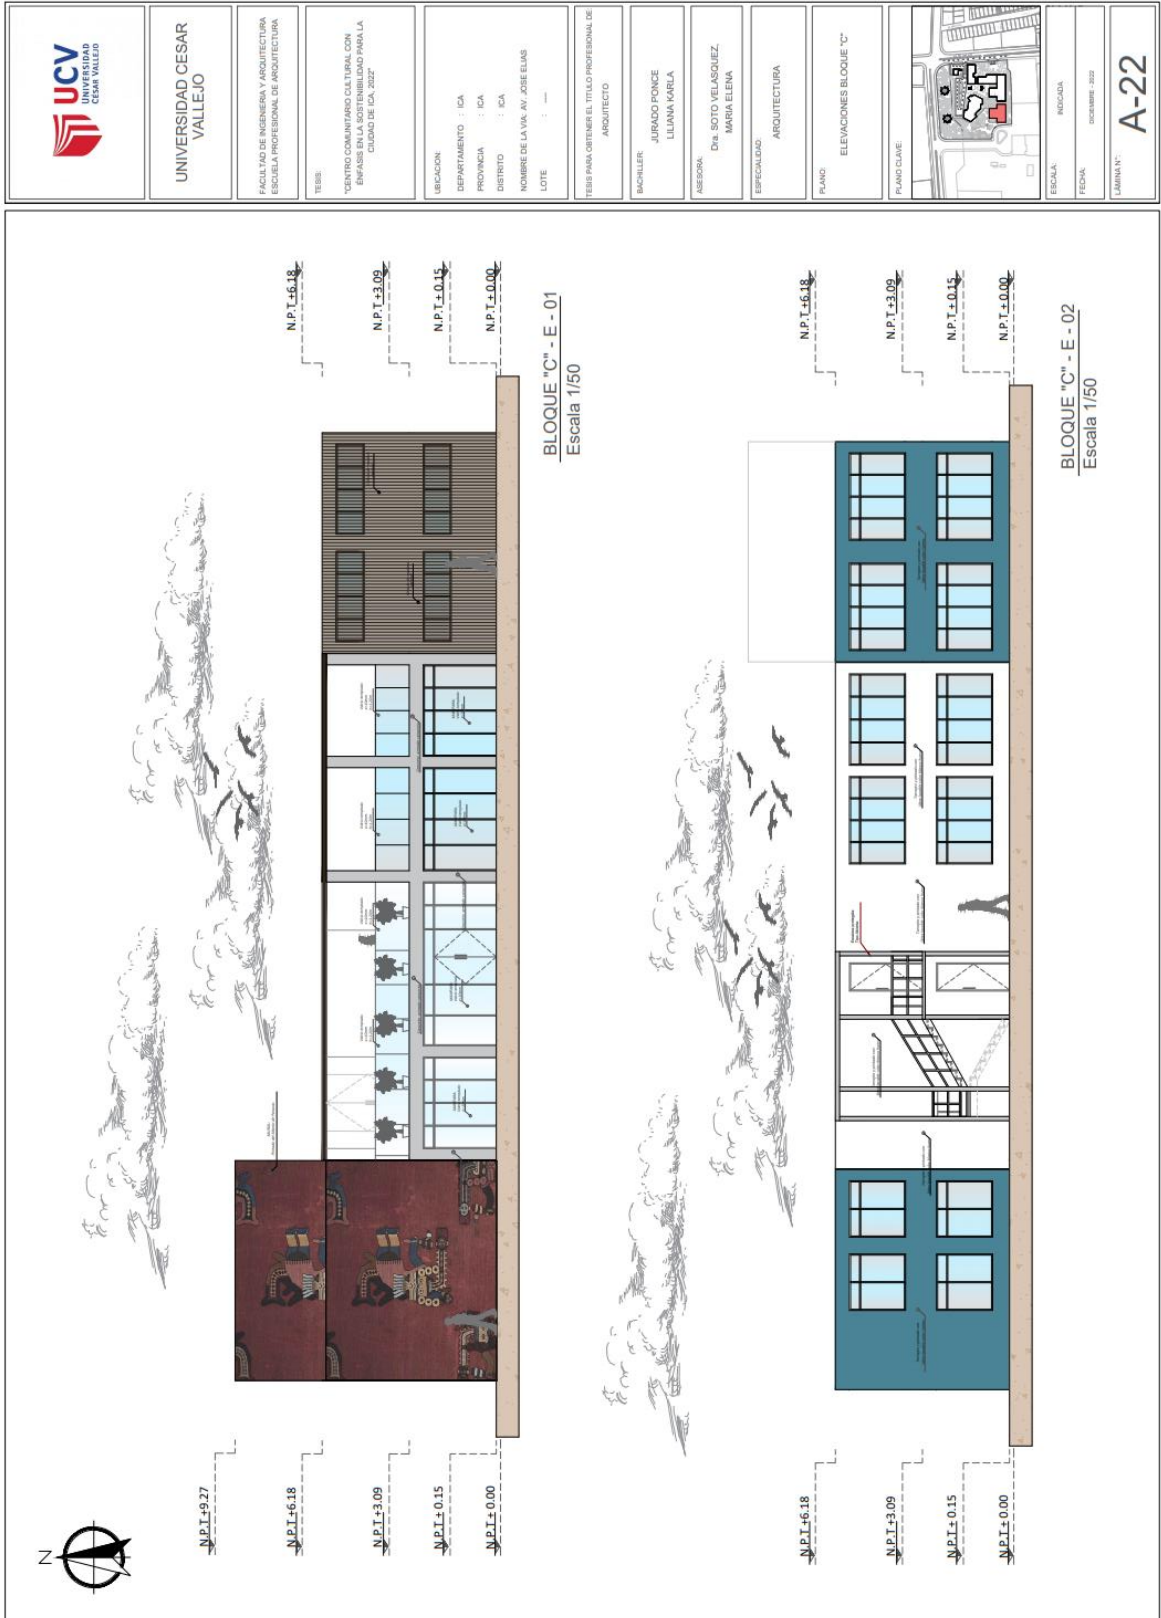 UCV
UNIVERSIDAD
CÉSAR VALLEJO
UNIVERSIDAD CESAR
VALLEJO
FACULTAD DE INGENIERIA Y ARQUITECTURA
ESCUELA PROFESIONAL DE ARQUITECTURA
TESIS:
"CENTRO COMUNITARIO CULTURAL CON
ÉNFASIS EN LA SOSTENIBILIDAD PARA LA
CIUDAD DE ICA, 2022"
UBICACION:
DEPARTAMENTO : ICA
PROVINCIA : ICA
DISTRITO : ICA
NOMBRE DE LA VIA: AV. JOSE ELIAS
LOTE : ----
TESIS PARA OBTENER EL TITULO PROFESIONAL DE:
ARQUITECTO
BACHILLER:
JURADO PONCE
LILIANA KARLA
ASESORA:
Dra. SOTO VELASQUEZ,
MARIA ELENA
ESPECIALIDAD:
ARQUITECTURA
PLANO:
ELEVACIONES BLOQUE "C"
PLANO CLAVE:
ESCALA:
INDICADA
FECHA:
DICIEMBRE -2022
LÁMINA N°:
A-22
N
N.P.T +9.27
N.P.T +6.18
N.P.T +3.09
N.P.T + 0.15
N.P.T + 0.00
N.P.T +6.18
N.P.T +3.09
N.P.T + 0.15
N.P.T + 0.00
BLOQUE "C" - E - 01
Escala 1/50
N.P.T +6.18
N.P.T +3.09
N.P.T + 0.15
N.P.T + 0.00
N.P.T +6.18
N.P.T +3.09
N.P.T + 0.15
N.P.T + 0.00
BLOQUE "C" - E - 02
Escala 1/50